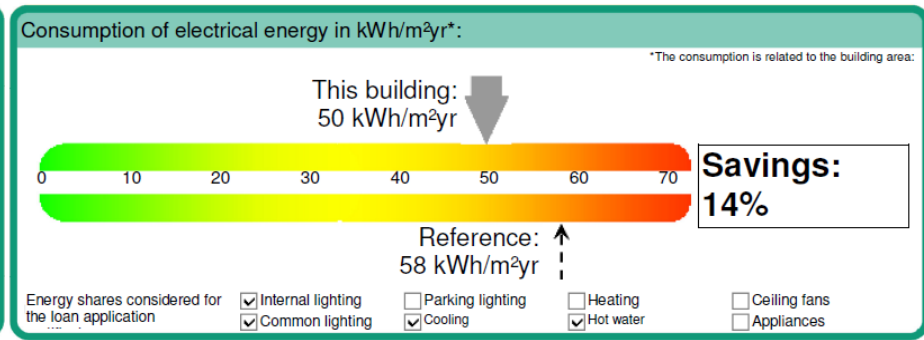 Consumption of electrical energy in kWh/m²yr*:
*The consumption is related to the building area:
This building:
50 kWh/m²yr
0 10 20 30 40 50 60 70
Savings:
14%
Reference:
58 kWh/m²yr
Energy shares considered for
the loan application
Internal lighting Parking lighting Heating Ceiling fans
Common lighting Cooling Hot water Appliances